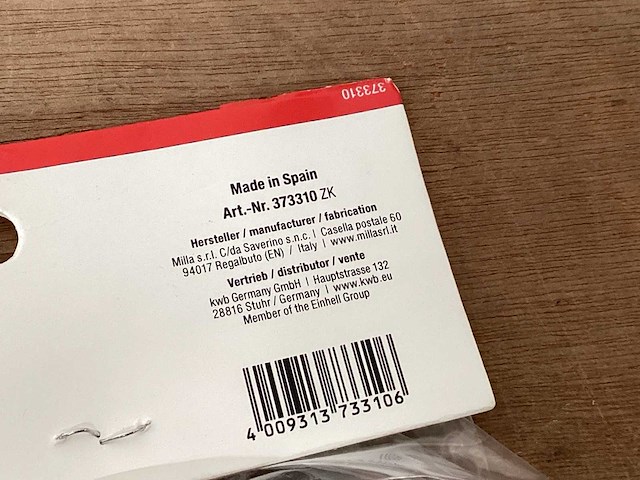 373310
Made in Spain
Art.-Nr. 373310 ZK
Hersteller / manufacturer / fabrication
Milla s.r.l. C/da Saverino s.n.c. | Casella postale 60
94017 Regalbuto (EN) / Italy | www.millasrl.it
Vertrieb / distributor / vente
kwb Germany GmbH | Hauptstrasse 132
28816 Stuhr / Germany | www.kwb.eu
Member of the Einhell Group
4 009313 733106